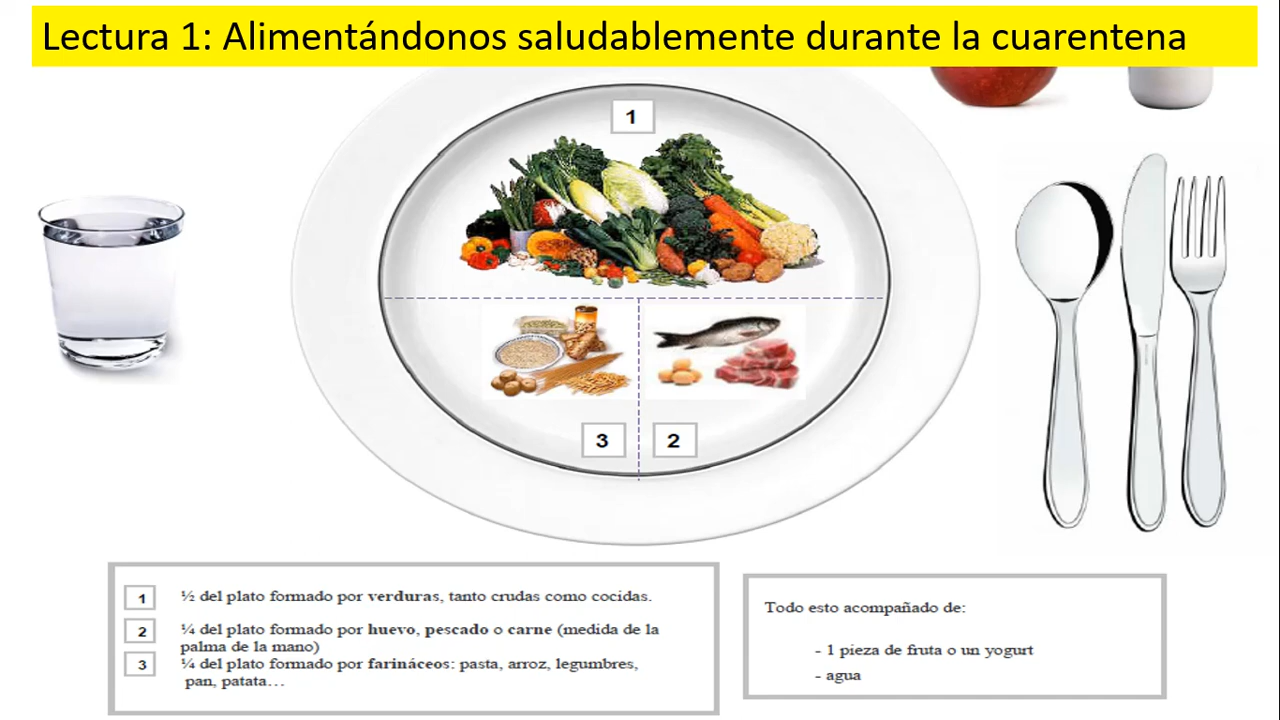 Lectura 1: Alimentándonos saludablemente durante la cuarentena
1
3
2
1 ½ del plato formado por verduras, tanto crudas como cocidas.
2 ¼ del plato formado por huevo, pescado o carne (medida de la
palma de la mano)
3 ¼ del plato formado por farináceos: pasta, arroz, legumbres,
pan, patata…
Todo esto acompañado de:
- 1 pieza de fruta o un yogurt
- agua